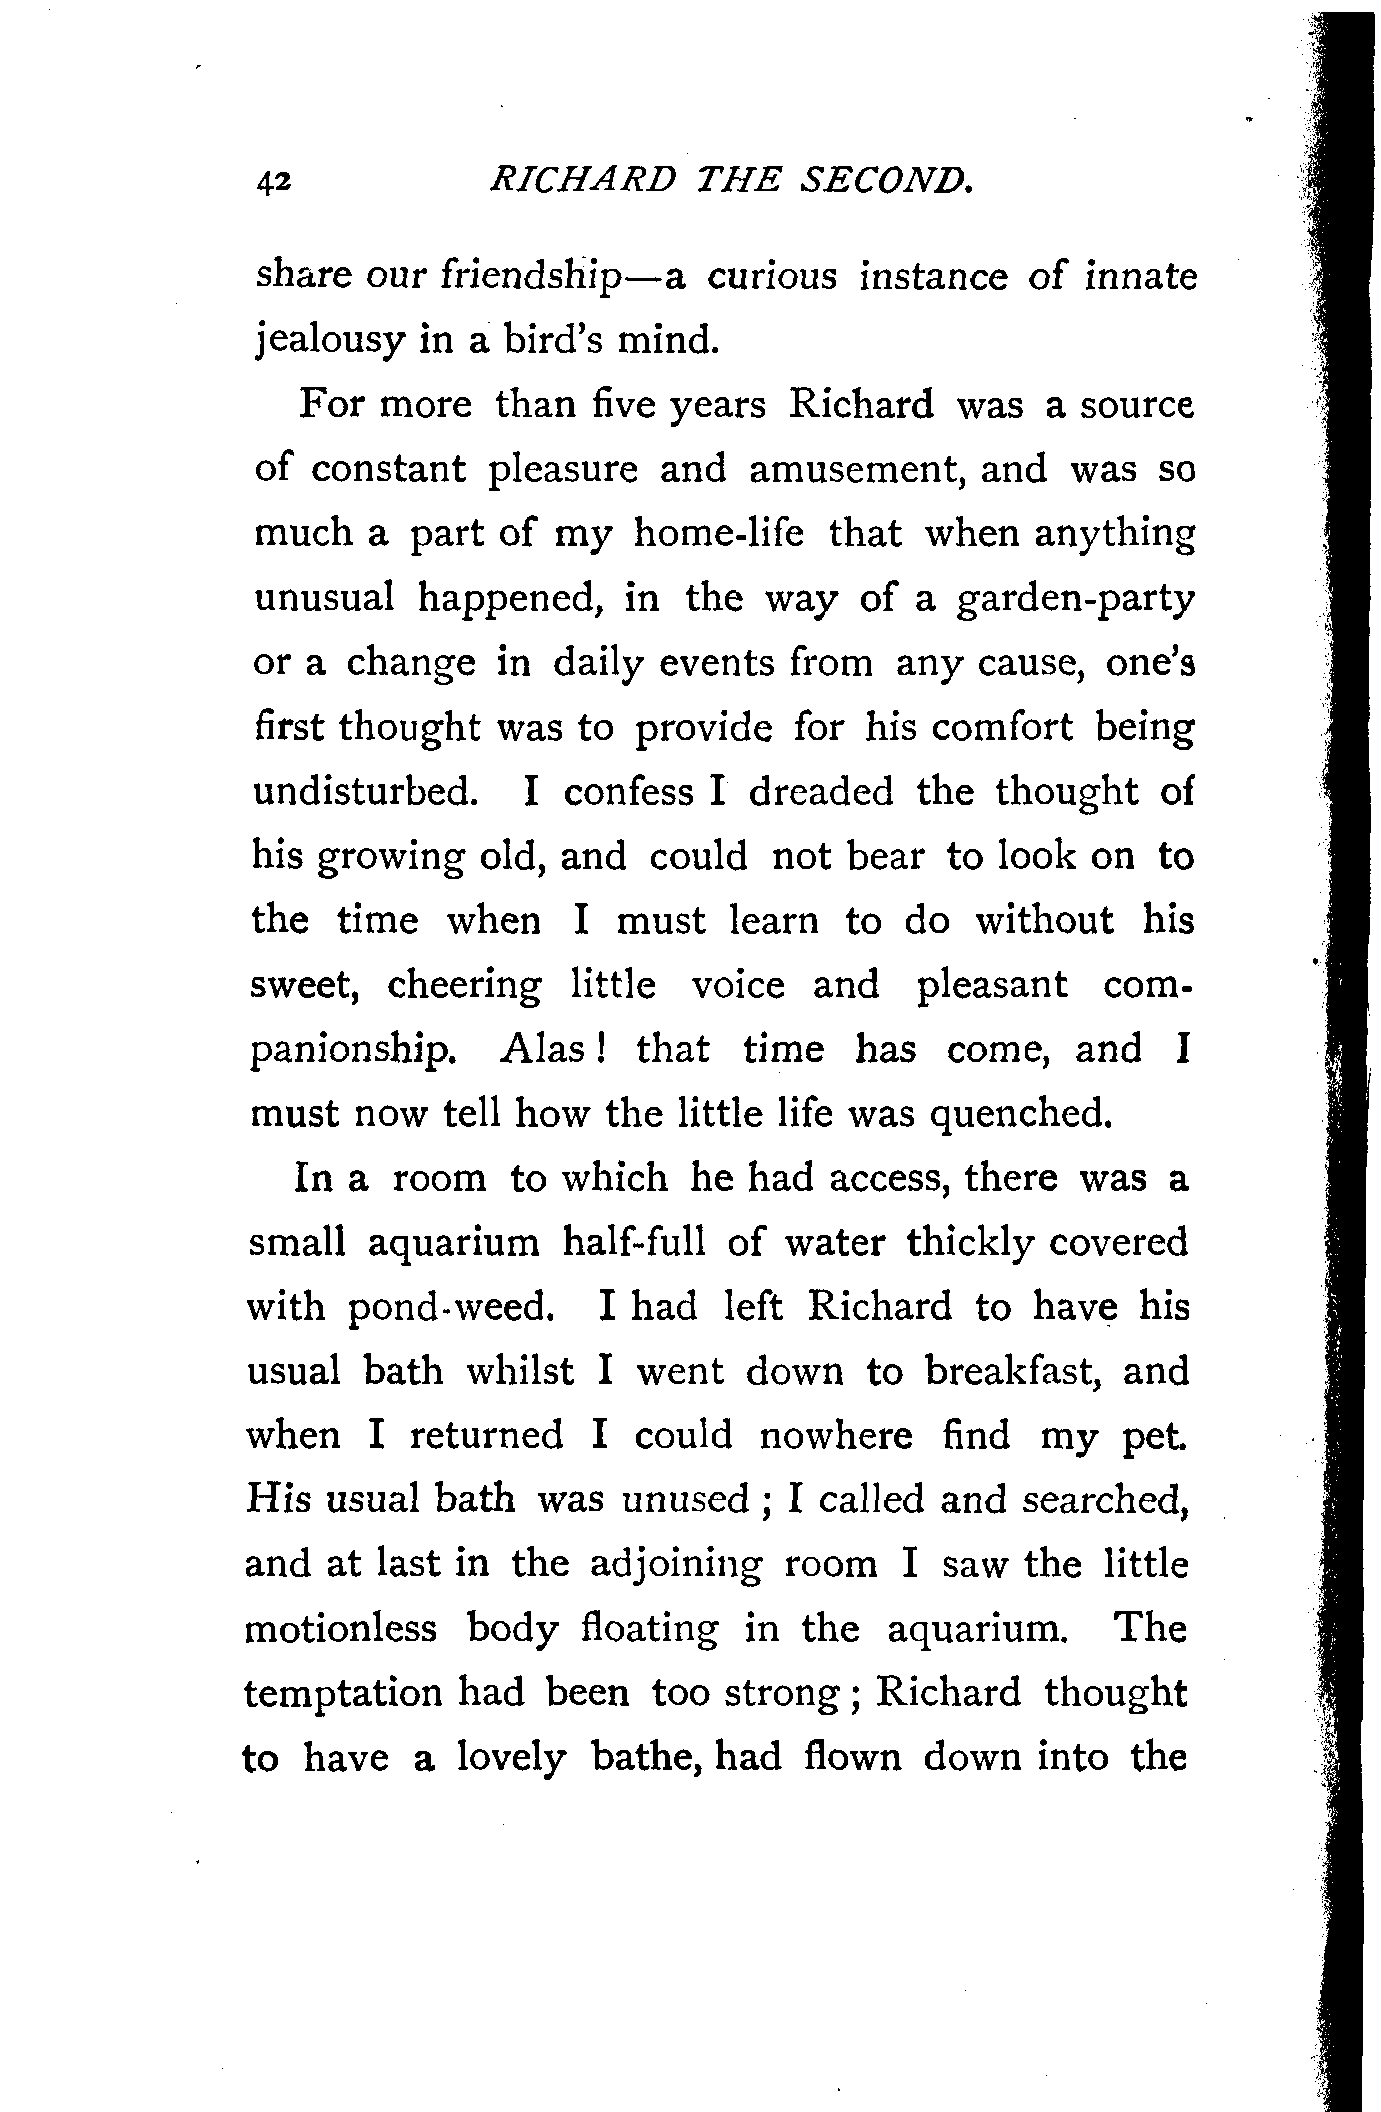 42 RICHARD THE SECOND.
share our friendship—a curious instance of innate
jealousy in a bird's mind.
For more than five years Richard was a source
of constant pleasure and amusement, and was so
much a part of my home-life that when anything
unusual happened, in the way of a garden-party
or a change in daily events from any cause, one's
first thought was to provide for his comfort being
undisturbed. I confess I dreaded the thought of
his growing old, and could not bear to look on to
the time when I must learn to do without his
sweet, cheering little voice and pleasant com-
panionship. Alas! that time has come, and I
must now tell how the little life was quenched.
In a room to which he had access, there was a
small aquarium half-full of water thickly covered
with pond-weed. I had left Richard to have his
usual bath whilst I went down to breakfast, and
when I returned I could nowhere find my pet.
His usual bath was unused; I called and searched,
and at last in the adjoining room I saw the little
motionless body floating in the aquarium. The
temptation had been too strong; Richard thought
to have a lovely bathe, had flown down into the